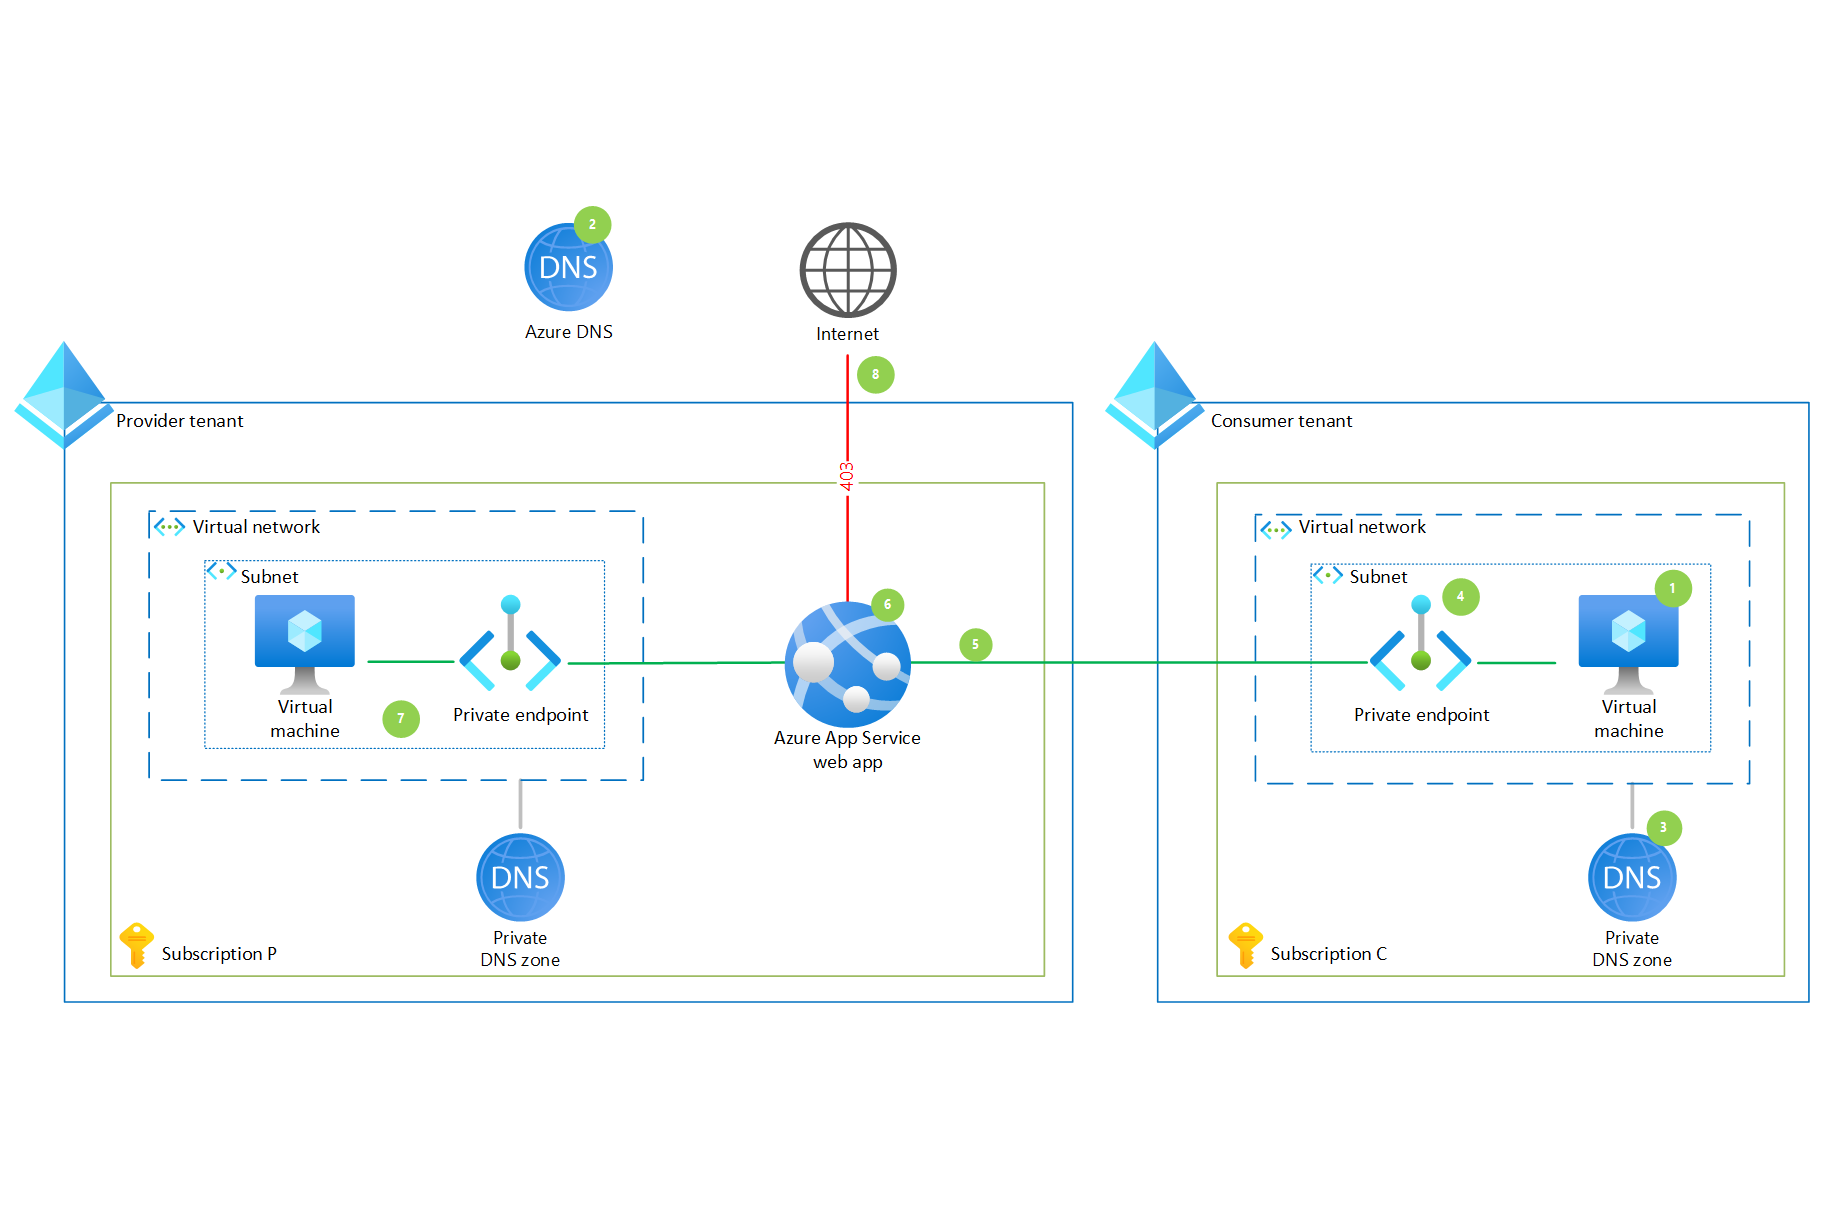 2
DNS
Azure DNS
Internet
8
Provider tenant
Consumer tenant
403
Virtual network
Subnet
Virtual
machine
7
Private endpoint
6
Azure App Service
web app
5
Virtual network
Subnet
4
Private endpoint
1
Virtual
machine
DNS
Private
DNS zone
Subscription P
3
DNS
Private
DNS zone
Subscription C